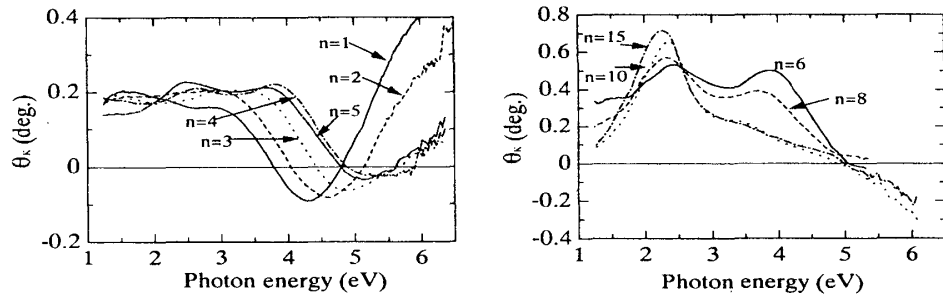 0.4
0.2
0
-0.2
θK (deg.)
n=1
n=2
n=5
n=4
n=3
1 2 3 4 5 6
Photon energy (eV)
0.8
0.6
0.4
0.2
0
-0.2
-0.4
θK (deg.)
n=15
n=10
n=6
n=8
1 2 3 4 5 6
Photon energy (eV)